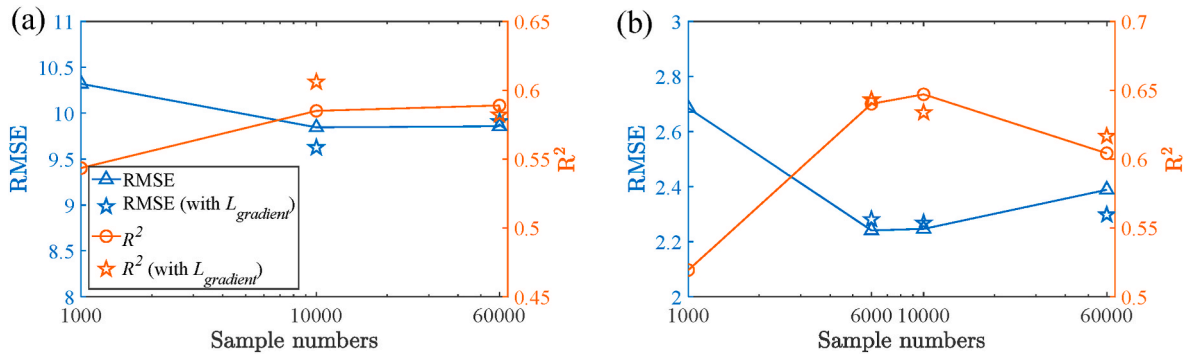 (a)
11
10.5
10
9.5
9
8.5
8
RMSE
0.65
0.6
0.55
0.5
0.45
R²
1000
10000
60000
Sample numbers
RMSE
RMSE (with L_gradient)
R²
R² (with L_gradient)
(b)
3
2.8
2.6
2.4
2.2
2
RMSE
0.7
0.65
0.6
0.55
0.5
R²
1000
6000
10000
60000
Sample numbers